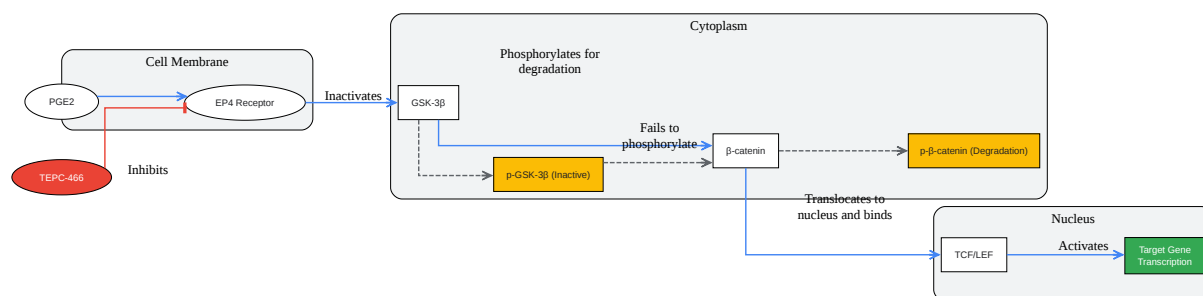 Cytoplasm
Cell Membrane
Phosphorylates for
degradation
PGE2
EP4 Receptor
Inactivates
GSK-3β
Fails to
phosphorylate
β-catenin
p-β-catenin (Degradation)
TEPC-466
Inhibits
p-GSK-3β (Inactive)
Translocates to
nucleus and binds
Nucleus
TCF/LEF
Activates
Target Gene
Transcription